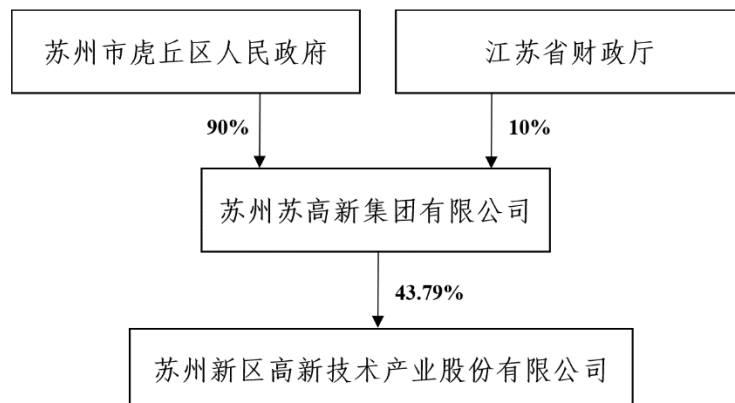 苏州市虎丘区人民政府
江苏省财政厅
90%
10%
苏州苏高新集团有限公司
43.79%
苏州新区高新技术产业股份有限公司